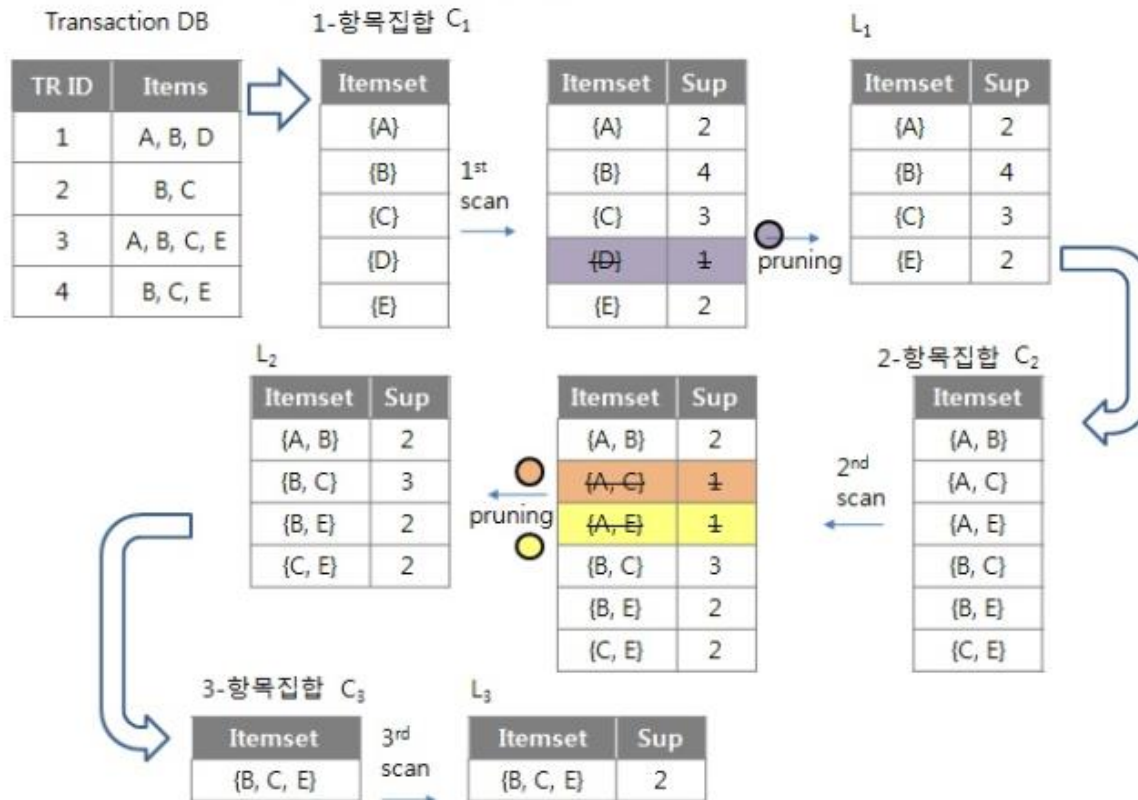 Transaction DB
1-항목집합 C₁
L₁
TR ID Items
1 A, B, D
2 B, C
3 A, B, C, E
4 B, C, E
Itemset
{A}
{B}
{C}
{D}
{E}
1st
scan
Itemset Sup
{A} 2
{B} 4
{C} 3
{D} 1
{E} 2
pruning
Itemset Sup
{A} 2
{B} 4
{C} 3
{E} 2
2-항목집합 C₂
Itemset
{A, B}
{A, C}
{A, E}
{B, C}
{B, E}
{C, E}
2nd
scan
Itemset Sup
{A, B} 2
{A, C} 1
{A, E} 1
{B, C} 3
{B, E} 2
{C, E} 2
pruning
L₂
Itemset Sup
{A, B} 2
{B, C} 3
{B, E} 2
{C, E} 2
3-항목집합 C₃
Itemset
{B, C, E}
3rd
scan
L₃
Itemset Sup
{B, C, E} 2